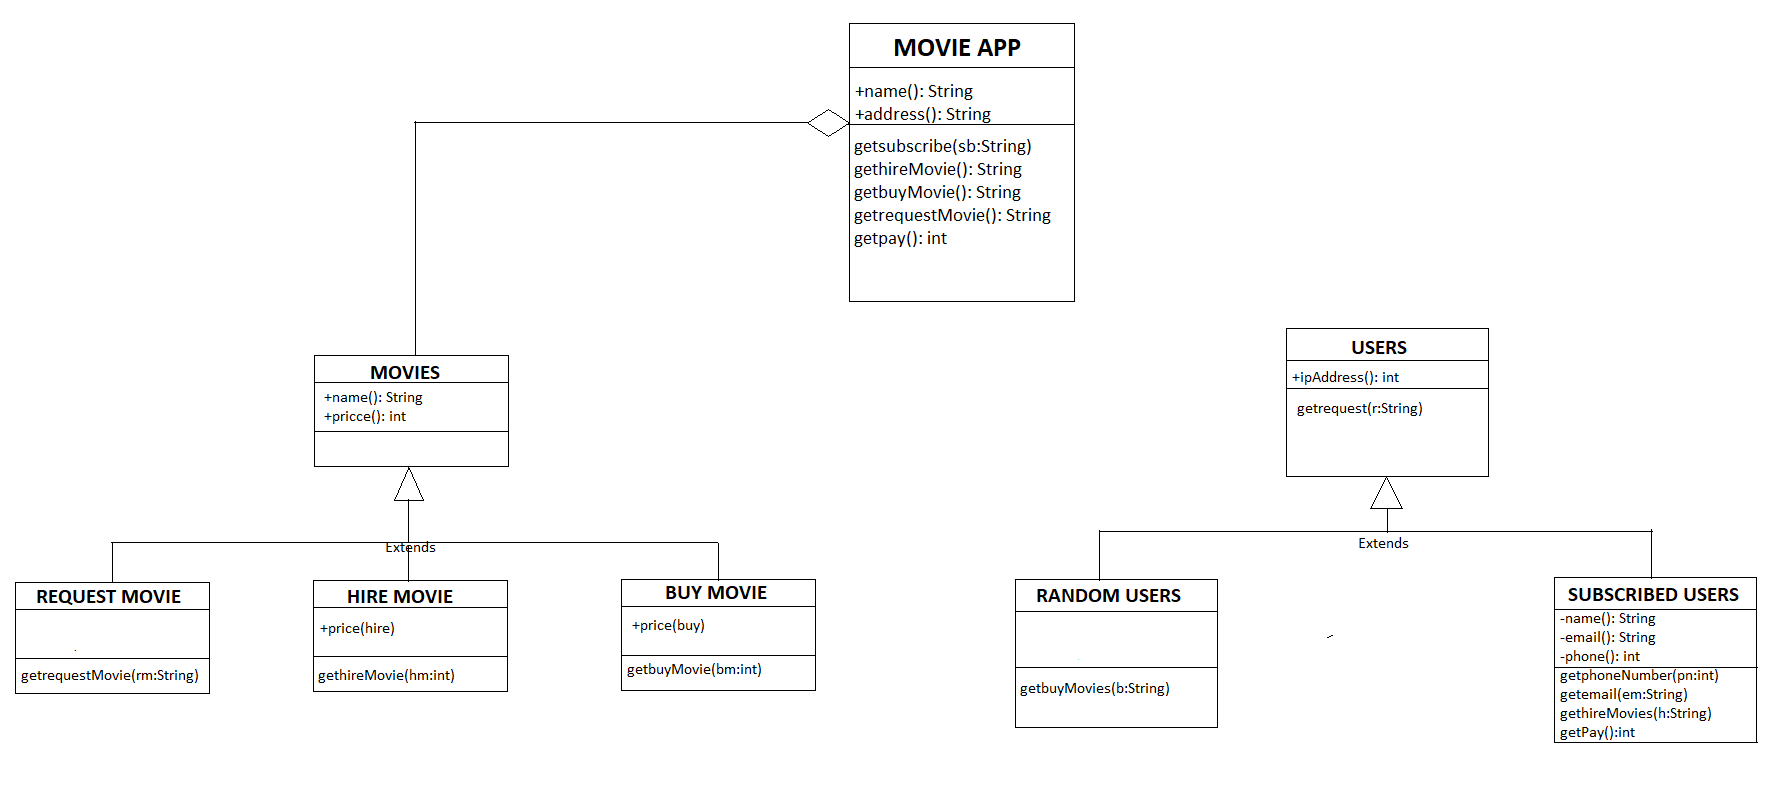 MOVIE APP
+name(): String
+address(): String
getsubscribe(sb:String)
gethireMovie(): String
getbuyMovie(): String
getrequestMovie(): String
getpay(): int
MOVIES
+name(): String
+pricce(): int
Extends
REQUEST MOVIE
getrequestMovie(rm:String)
HIRE MOVIE
+price(hire)
gethireMovie(hm:int)
BUY MOVIE
+price(buy)
getbuyMovie(bm:int)
USERS
+ipAddress(): int
getrequest(r:String)
Extends
RANDOM USERS
getbuyMovies(b:String)
SUBSCRIBED USERS
-name(): String
-email(): String
-phone(): int
getphoneNumber(pn:int)
getemail(em:String)
gethireMovies(h:String)
getPay():int